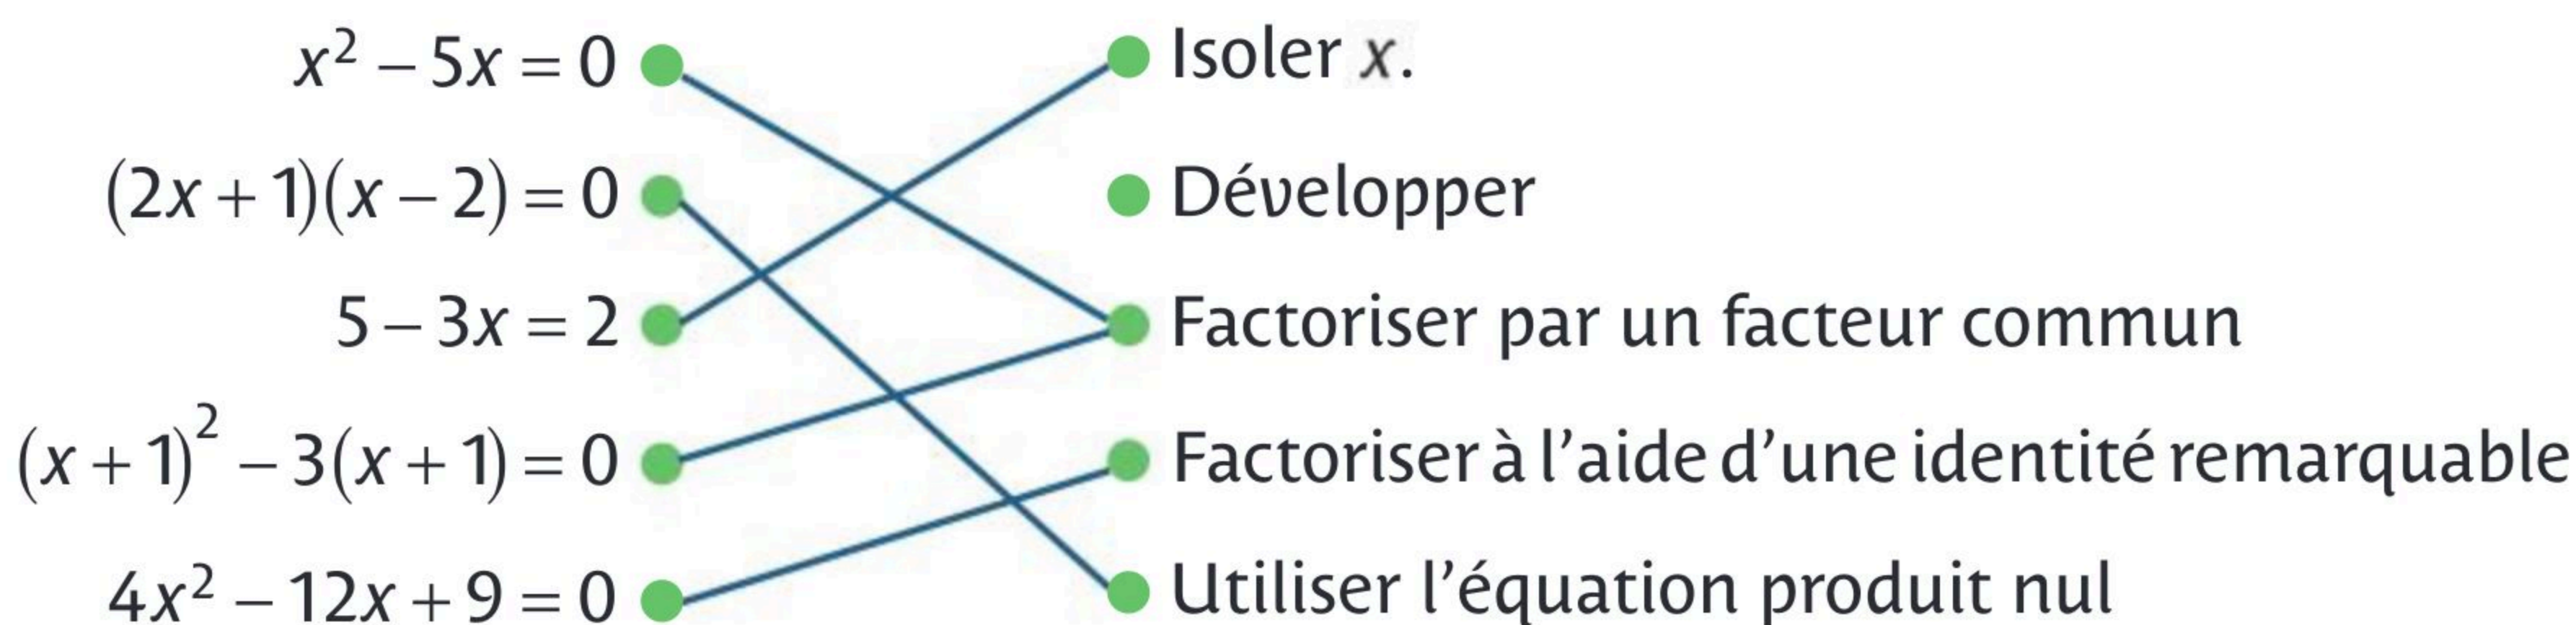 x² – 5x = 0 Isoler x.
(2x + 1)(x – 2) = 0 Développer
5 – 3x = 2 Factoriser par un facteur commun
(x + 1)² – 3(x + 1) = 0 Factoriser à l’aide d’une identité remarquable
4x² – 12x + 9 = 0 Utiliser l’équation produit nul